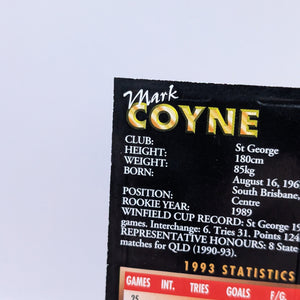 Mark
COYNE
CLUB: St George
HEIGHT: 180cm
WEIGHT: 85kg
BORN: August 16, 196
South Brisbane,
POSITION: Centre
ROOKIE YEAR: 1989
WINFIELD CUP RECORD: St George 19
games. Interchange: 6. Tries 31. Points 124
REPRESENTATIVE HONOURS: 8 State
matches for QLD (1990-93).
1993 STATISTICS
GAMES INT. TRIES GOALS F/G
25